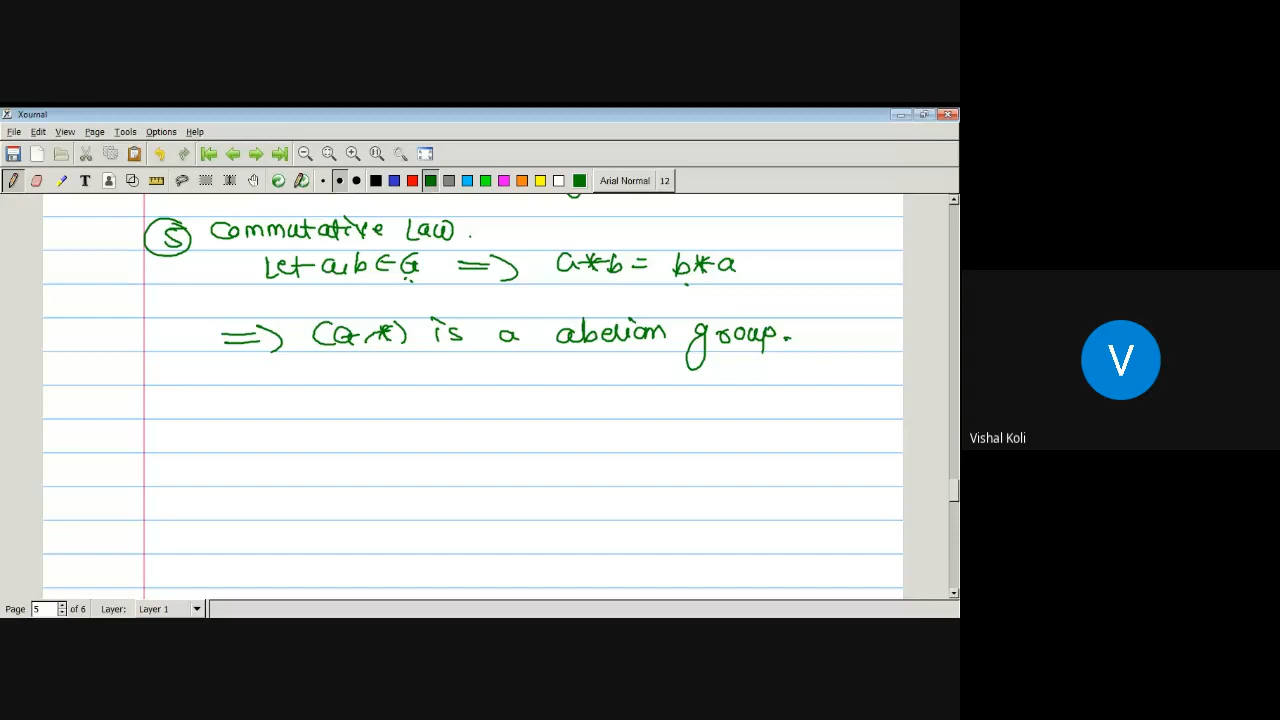 Xournal
File Edit View Page Tools Options Help
Arial Normal 12
5 Commutative Law.
Let a,b ∈ G ⟹ a*b = b*a
⟹ (G,*) is a abelian group.
V
Vishal Koli
Page 5 of 6 Layer: Layer 1